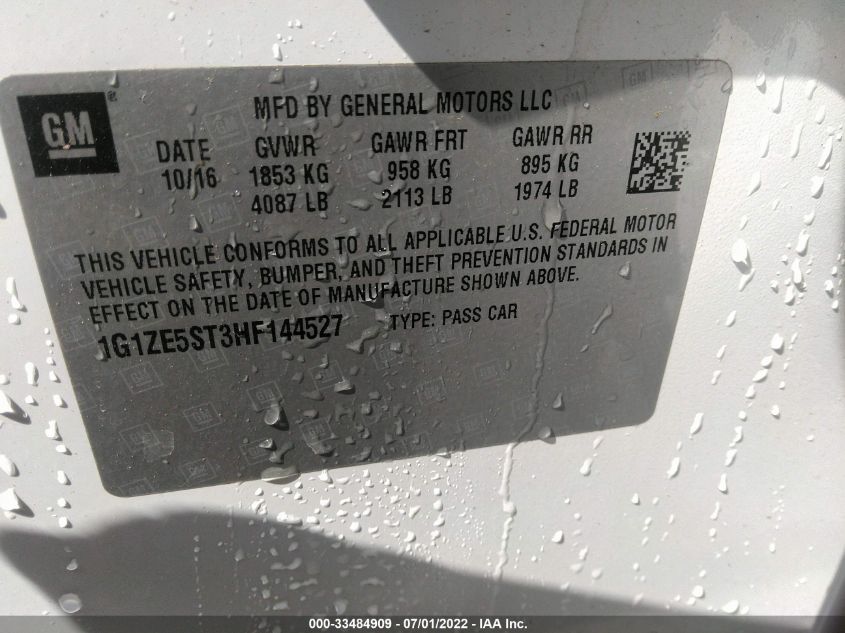 GM
MFD BY GENERAL MOTORS LLC
DATE GVWR GAWR FRT GAWR RR
10/16 1853 KG 958 KG 895 KG
4087 LB 2113 LB 1974 LB
THIS VEHICLE CONFORMS TO ALL APPLICABLE U.S. FEDERAL MOTOR
VEHICLE SAFETY, BUMPER, AND THEFT PREVENTION STANDARDS IN
EFFECT ON THE DATE OF MANUFACTURE SHOWN ABOVE.
1G1ZE5ST3HF144527 TYPE: PASS CAR
000-33484909 - 07/01/2022 - IAA Inc.